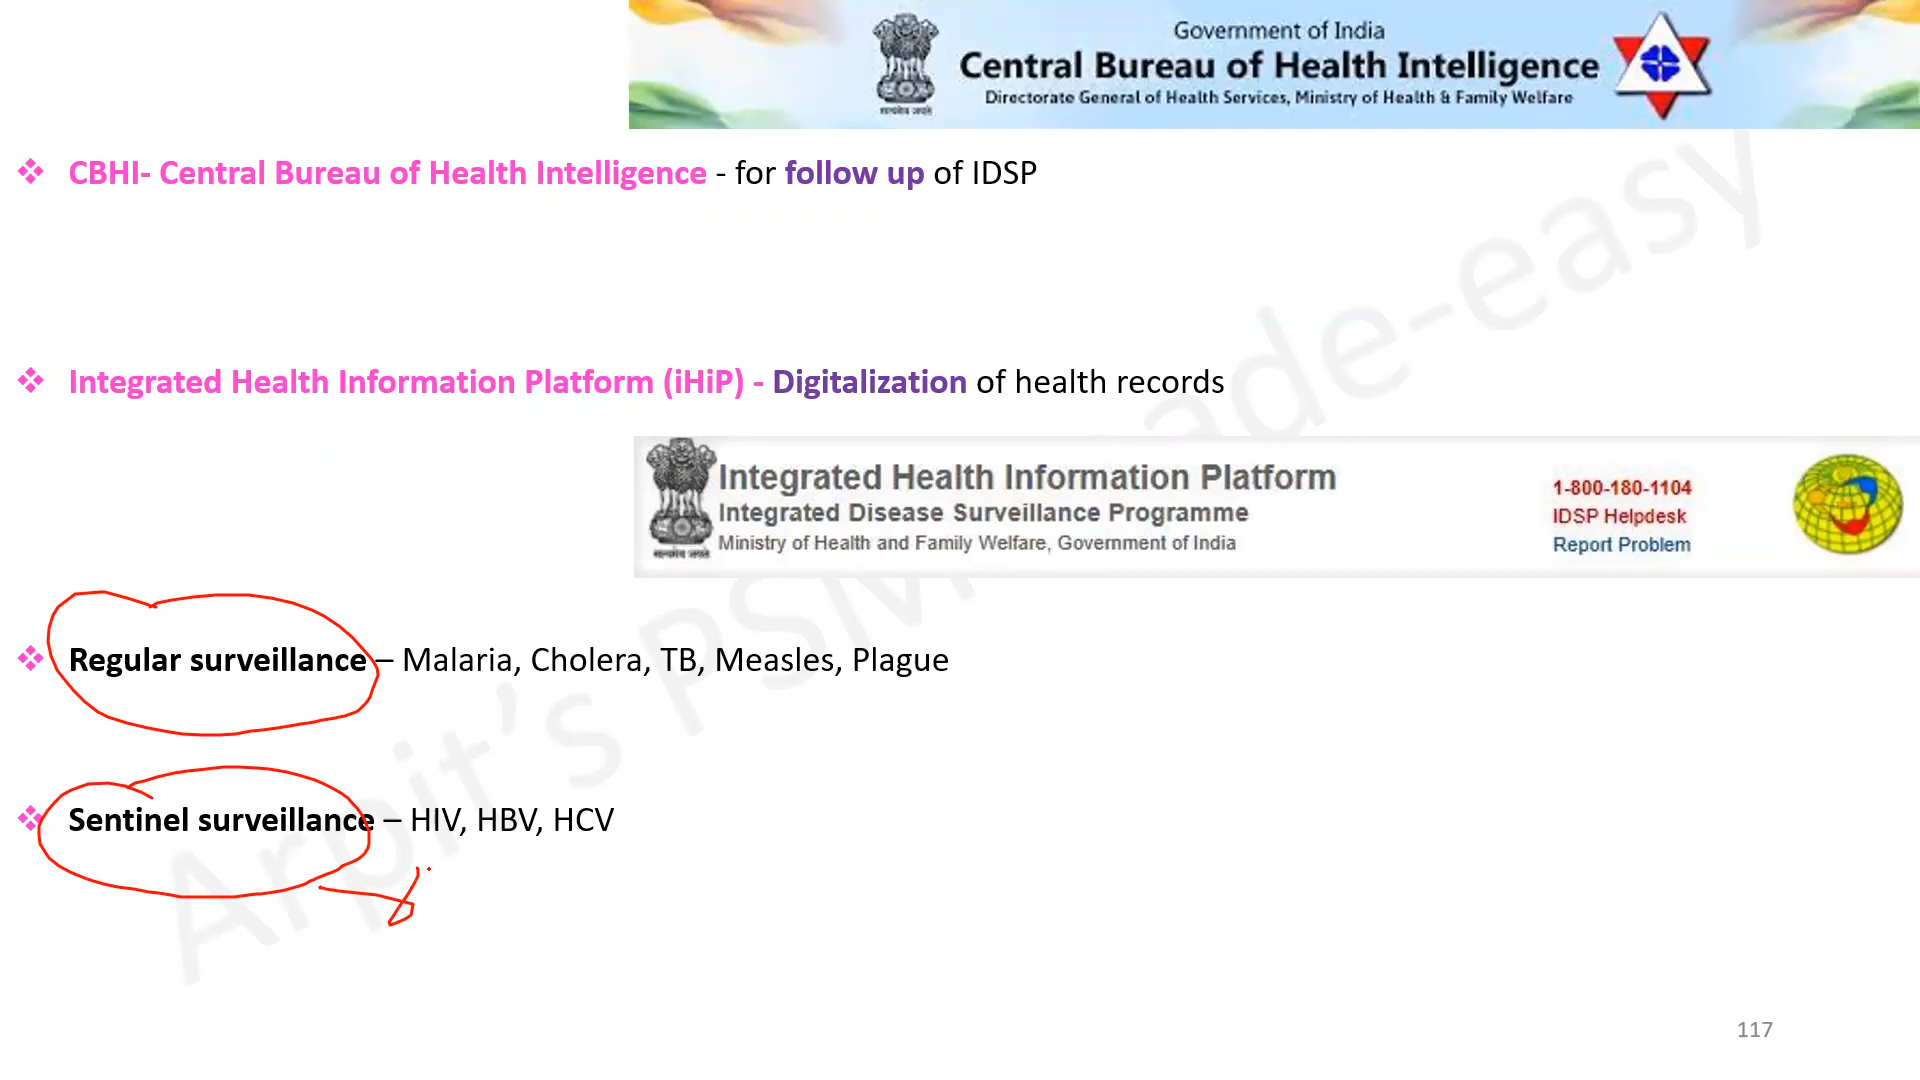 Government of India
Central Bureau of Health Intelligence
Directorate General of Health Services, Ministry of Health & Family Welfare
❖ CBHI- Central Bureau of Health Intelligence - for follow up of IDSP
❖ Integrated Health Information Platform (iHiP) - Digitalization of health records
Integrated Health Information Platform
Integrated Disease Surveillance Programme
Ministry of Health and Family Welfare, Government of India
1-800-180-1104
IDSP Helpdesk
Report Problem
❖ Regular surveillance – Malaria, Cholera, TB, Measles, Plague
❖ Sentinel surveillance – HIV, HBV, HCV
117